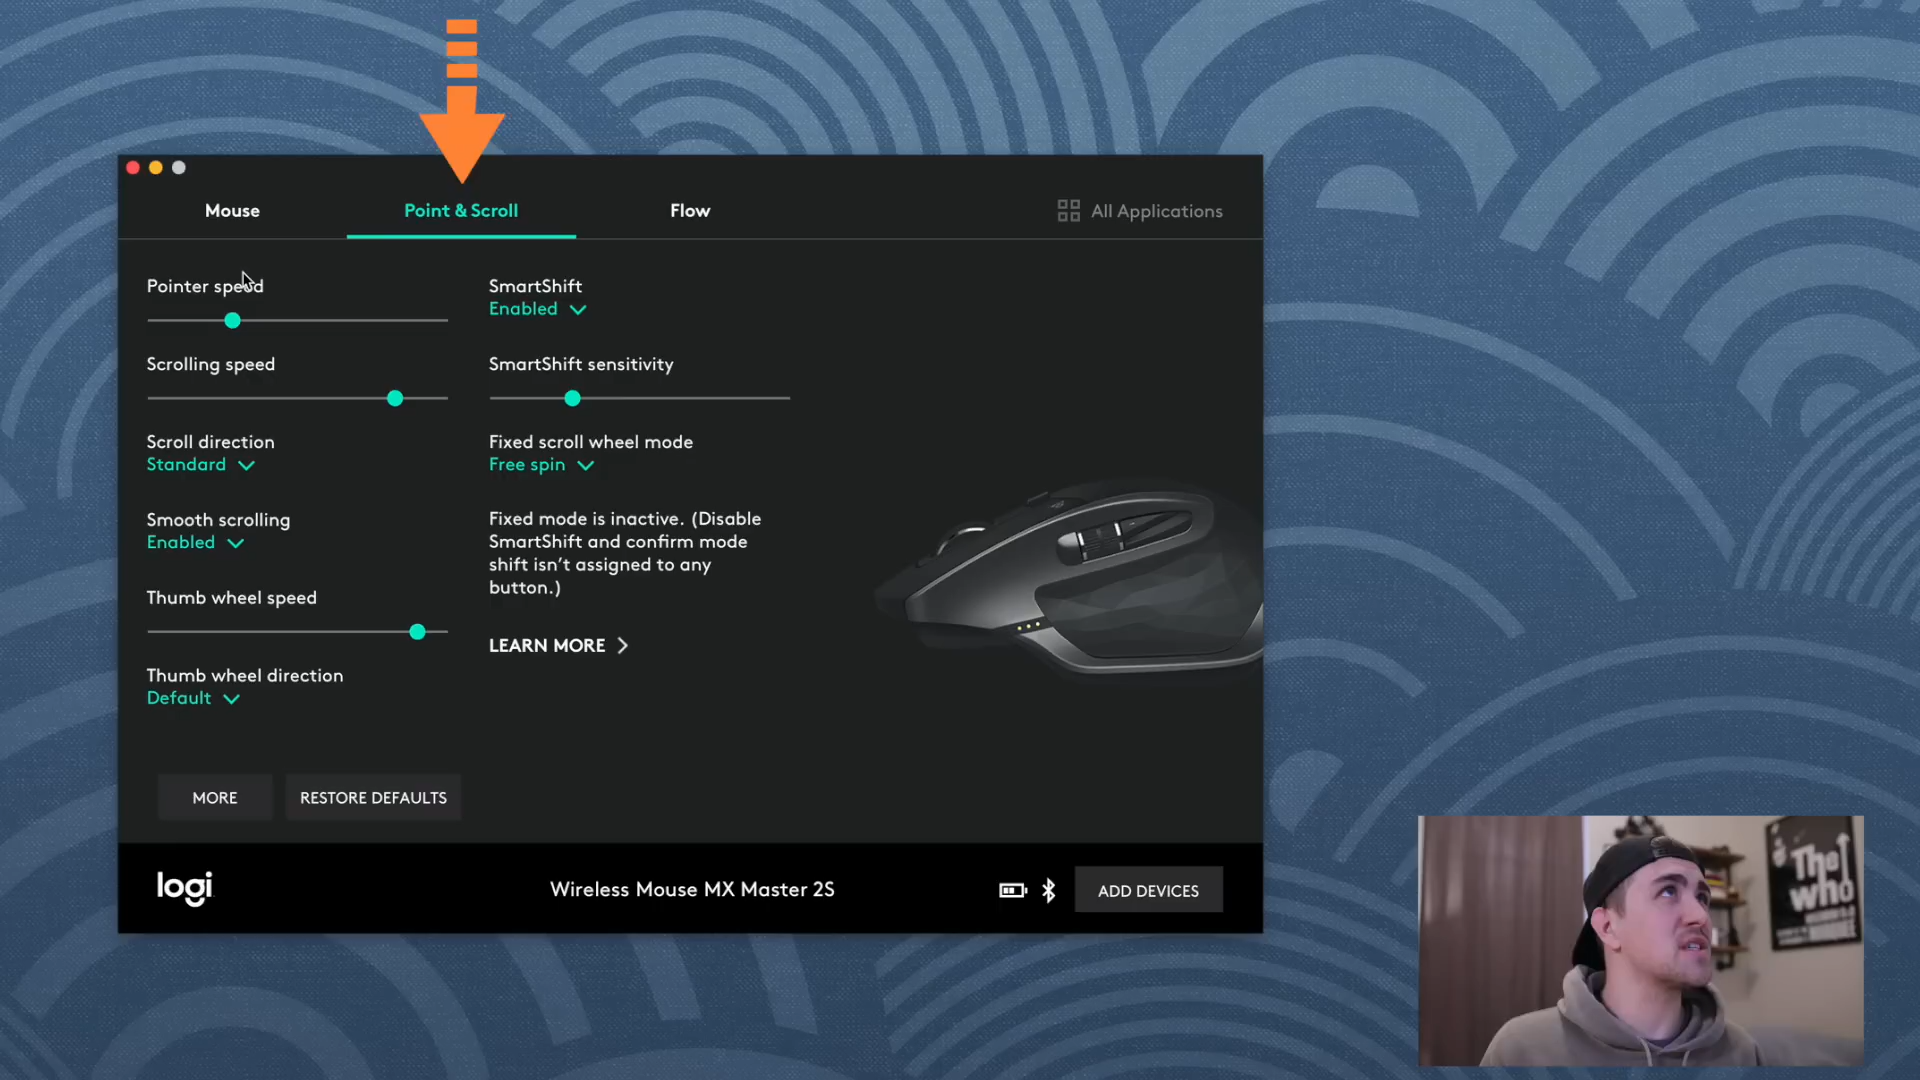 Mouse
Point & Scroll
Flow
All Applications
Pointer speed
Scrolling speed
Scroll direction
Standard
Smooth scrolling
Enabled
Thumb wheel speed
Thumb wheel direction
Default
SmartShift
Enabled
SmartShift sensitivity
Fixed scroll wheel mode
Free spin
Fixed mode is inactive. (Disable
SmartShift and confirm mode
shift isn't assigned to any
button.)
LEARN MORE
MORE
RESTORE DEFAULTS
logi
Wireless Mouse MX Master 2S
ADD DEVICES
The
who